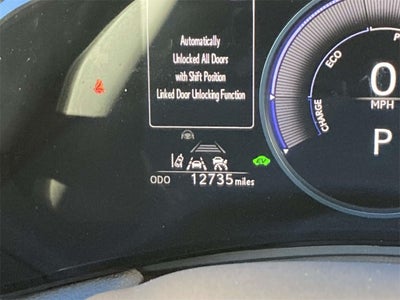 Automatically
Unlocked All Doors
with Shift Position
Linked Door Unlocking Function
P
ECO
CHARGE
0
MPH
P
ODO 12735 miles